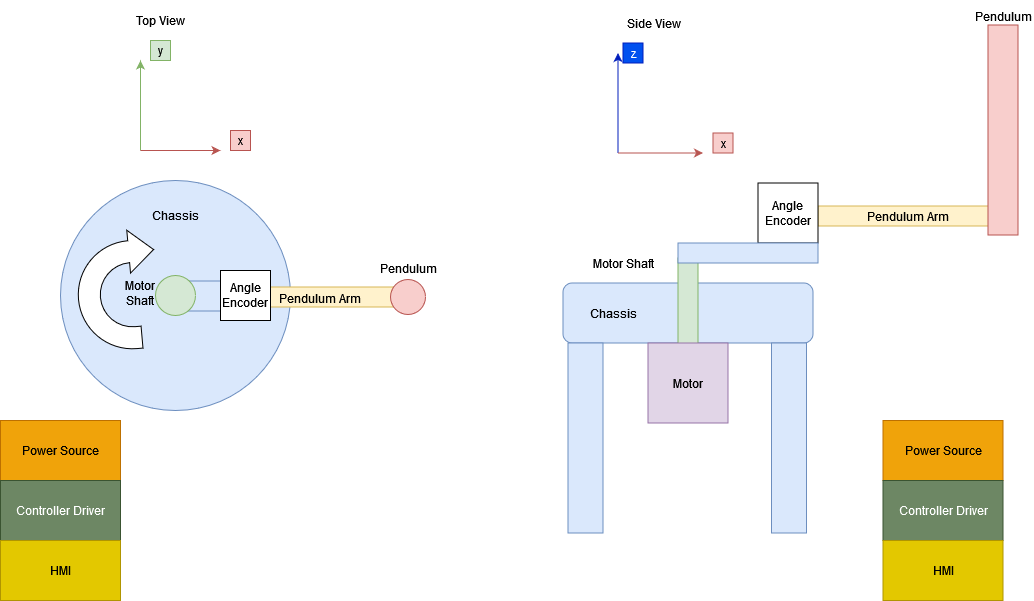 Top View
y
x
Chassis
Motor
Shaft
Angle
Encoder
Pendulum Arm
Pendulum
Power Source
Controller Driver
HMI
Side View
z
x
Pendulum
Angle
Encoder
Pendulum Arm
Motor Shaft
Chassis
Motor
Power Source
Controller Driver
HMI